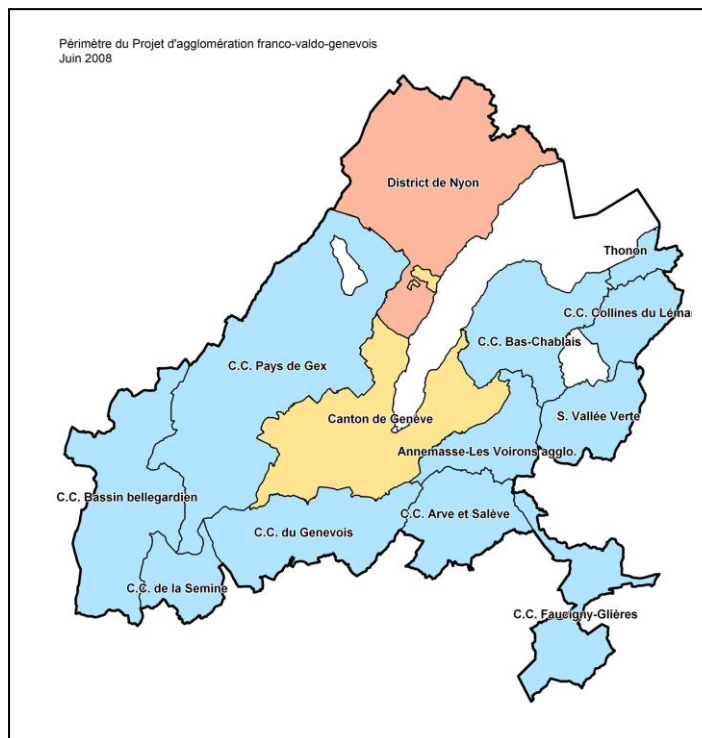 Périmètre du Projet d'agglomération franco-valdo-genevois
Juin 2008
District de Nyon
Thonon
C.C. Collines du Léman
C.C. Bas-Chablais
C.C. Pays de Gex
Canton de Genève
S. Vallée Verte
Annemasse-Les Voirons agglo.
C.C. Bassin bellegardien
C.C. Arve et Salève
C.C. du Genevois
C.C. de la Semine
C.C. Faucigny-Glières